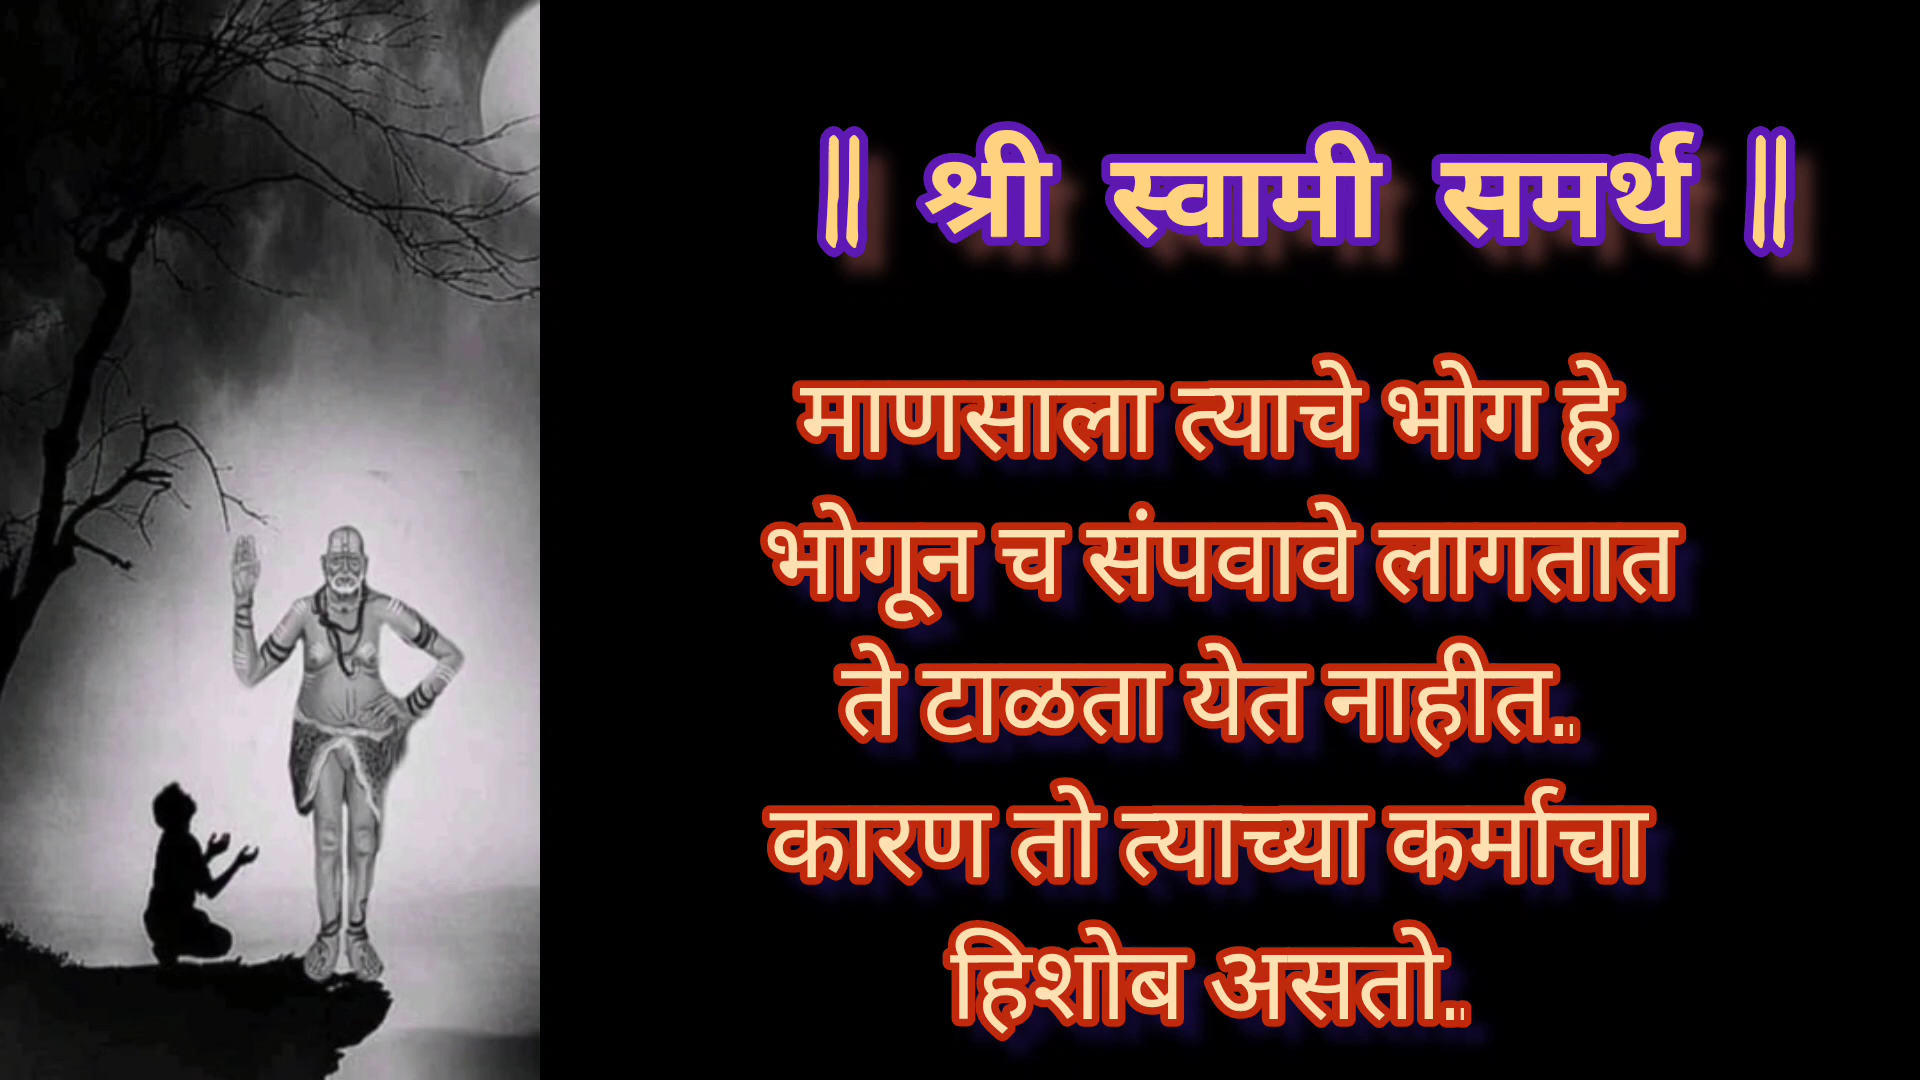 ॥ श्री स्वामी समर्थ ॥
माणसाला त्याचे भोग हे
भोगून च संपवावे लागतात
ते टाळता येत नाहीत..
कारण तो त्याच्या कर्माचा
हिशोब असतो..